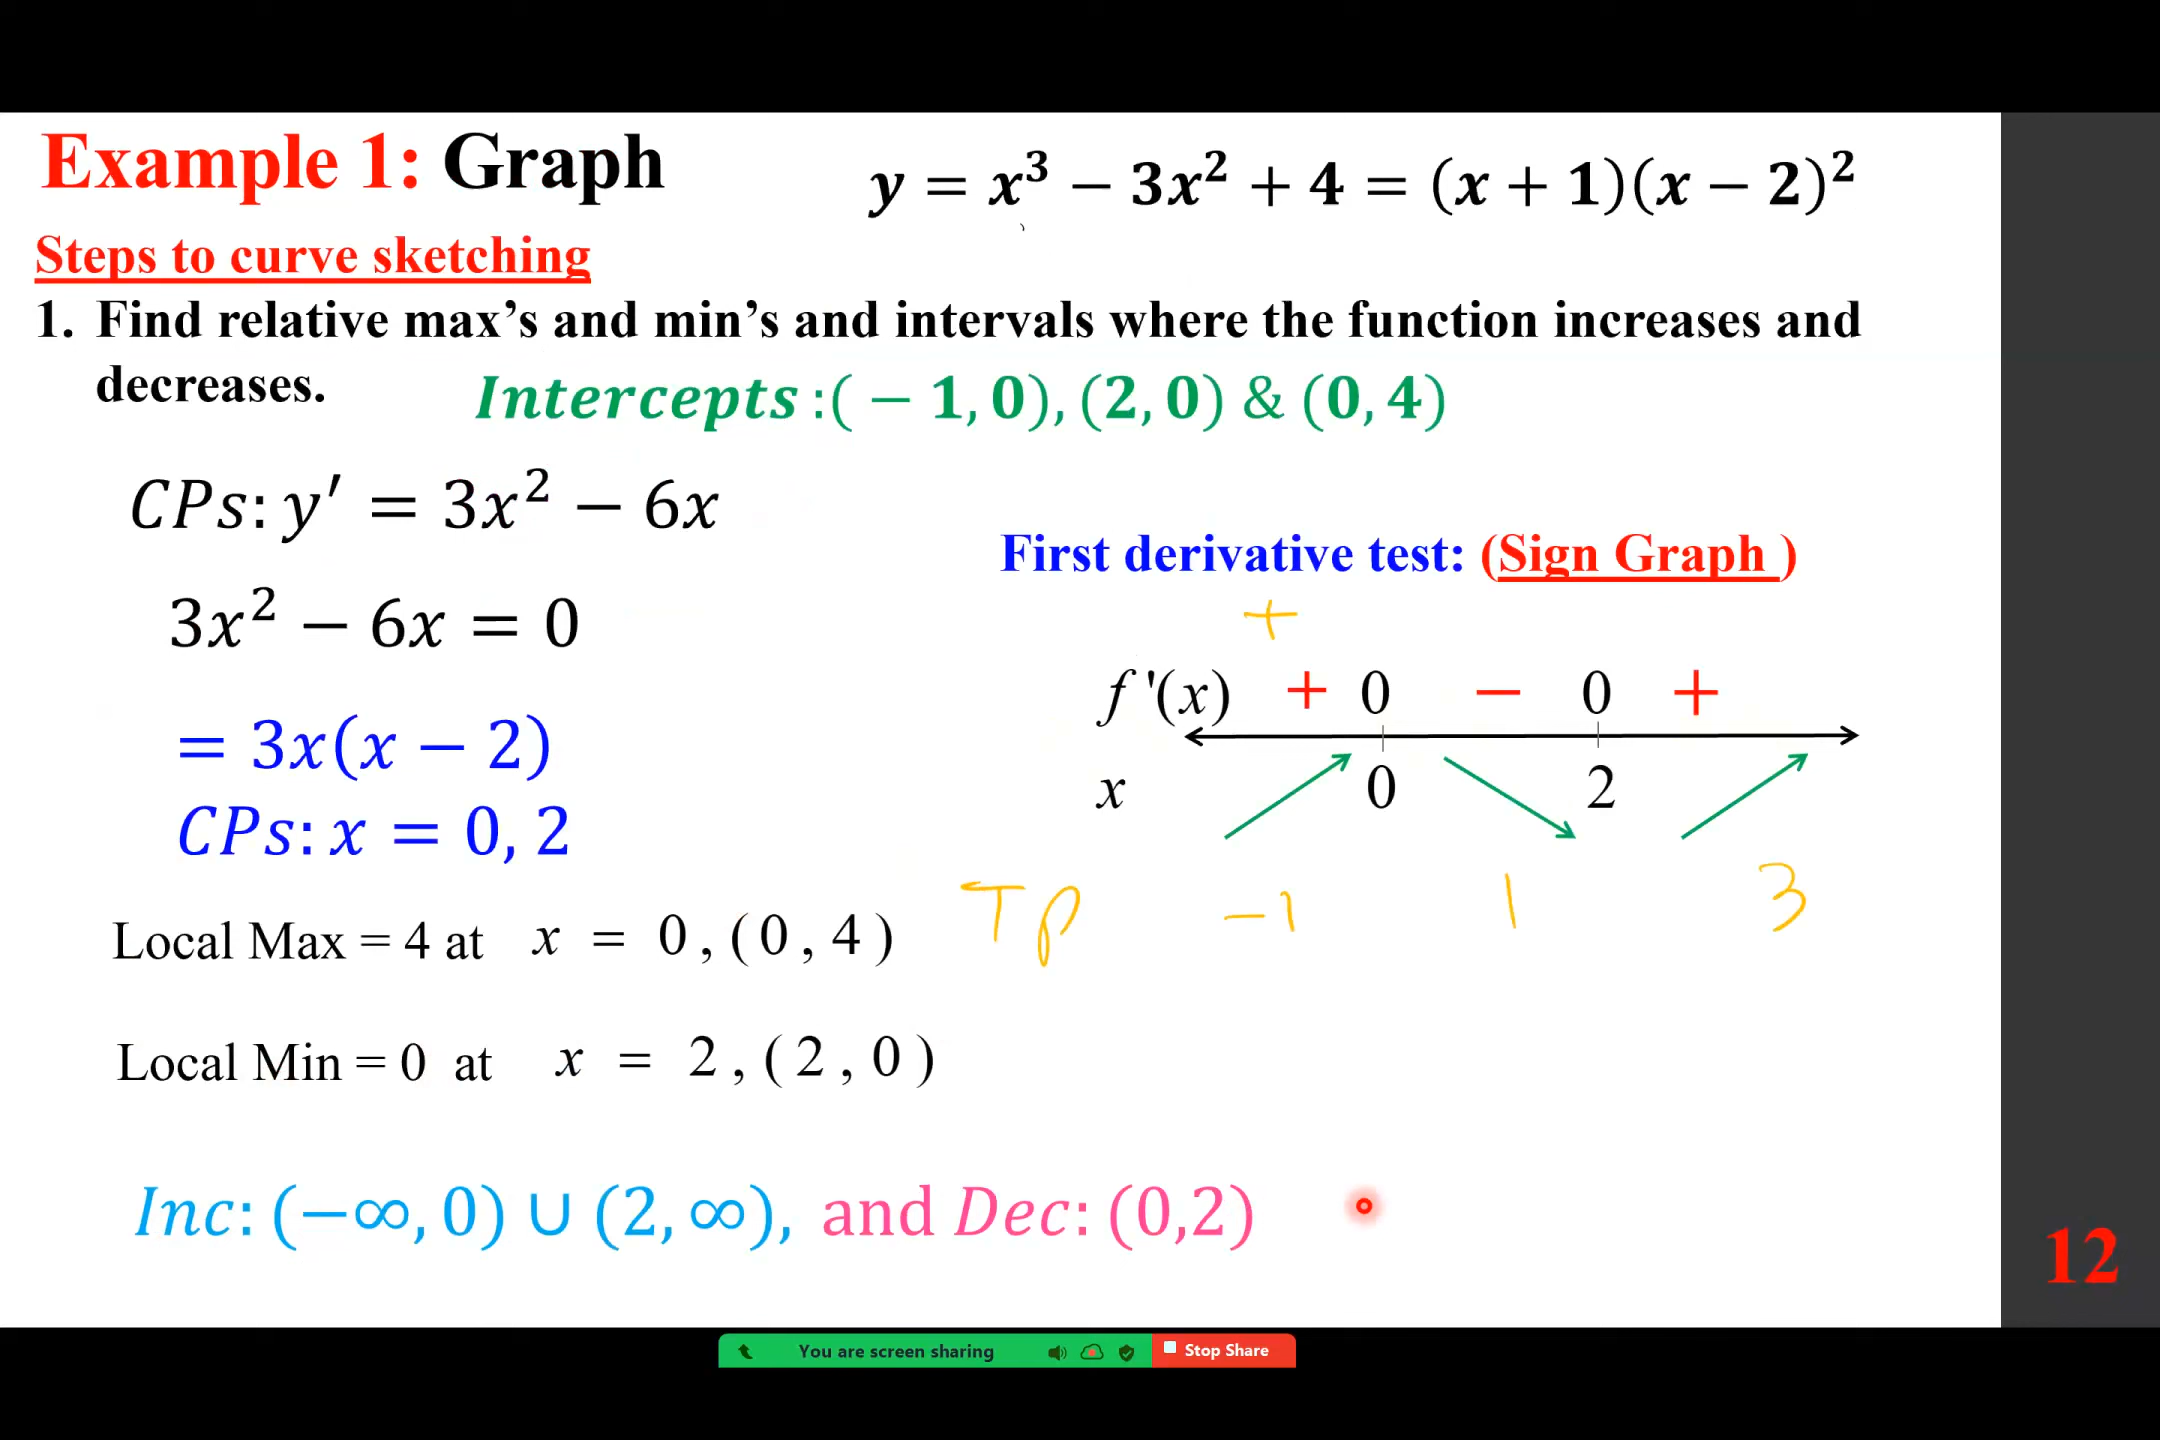 Example 1: Graph
y = x³ − 3x² + 4 = (x + 1)(x − 2)²
Steps to curve sketching
1. Find relative max’s and min’s and intervals where the function increases and
decreases.
Intercepts :( − 1, 0), (2, 0) & (0, 4)
CPs: y′ = 3x² − 6x
First derivative test: (Sign Graph )
3x² − 6x = 0
+
f '(x) + 0 − 0 +
= 3x(x − 2)
x 0 2
CPs: x = 0, 2
TP −1 1 3
Local Max = 4 at x = 0 , ( 0 , 4 )
Local Min = 0 at x = 2 , ( 2 , 0 )
Inc: (−∞, 0) ∪ (2, ∞), and Dec: (0,2)
12
You are screen sharing Stop Share